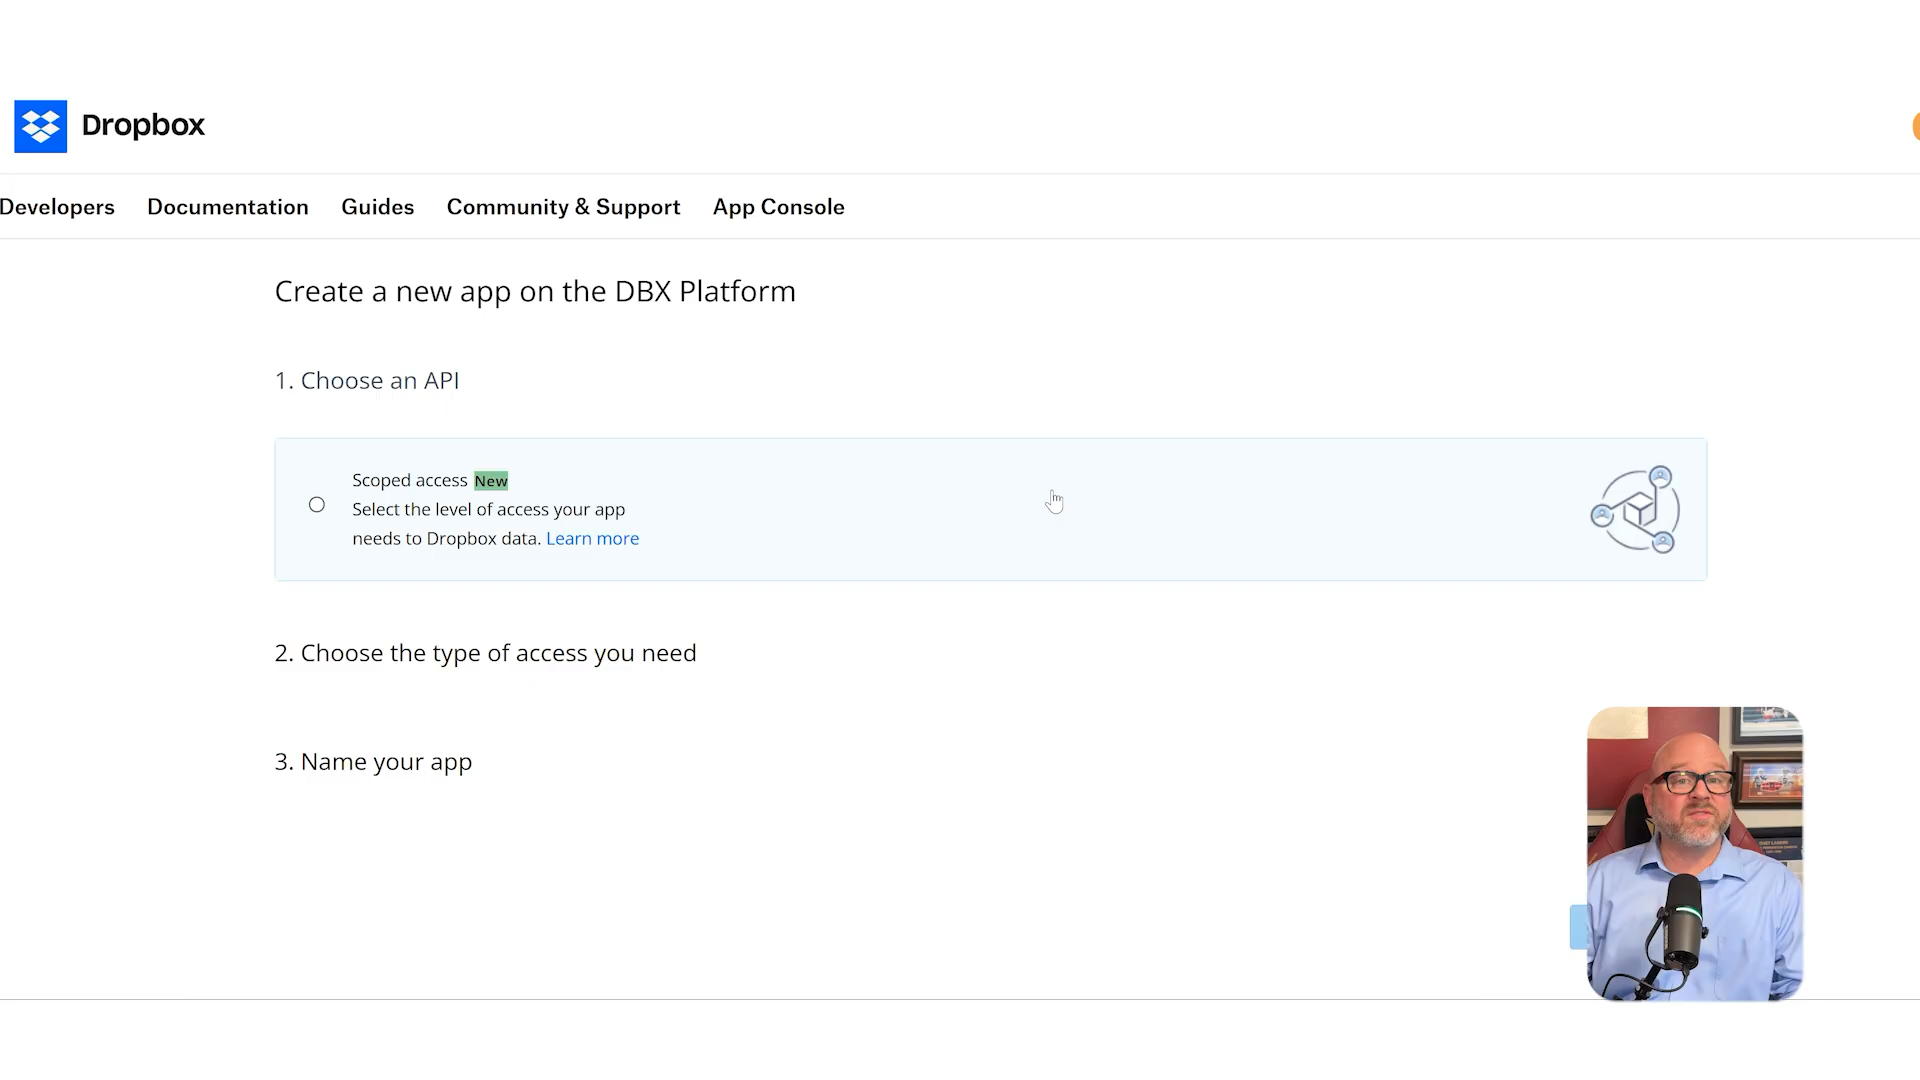 Dropbox
Developers Documentation Guides Community & Support App Console
Create a new app on the DBX Platform
1. Choose an API
Scoped access New
Select the level of access your app
needs to Dropbox data. Learn more
2. Choose the type of access you need
3. Name your app